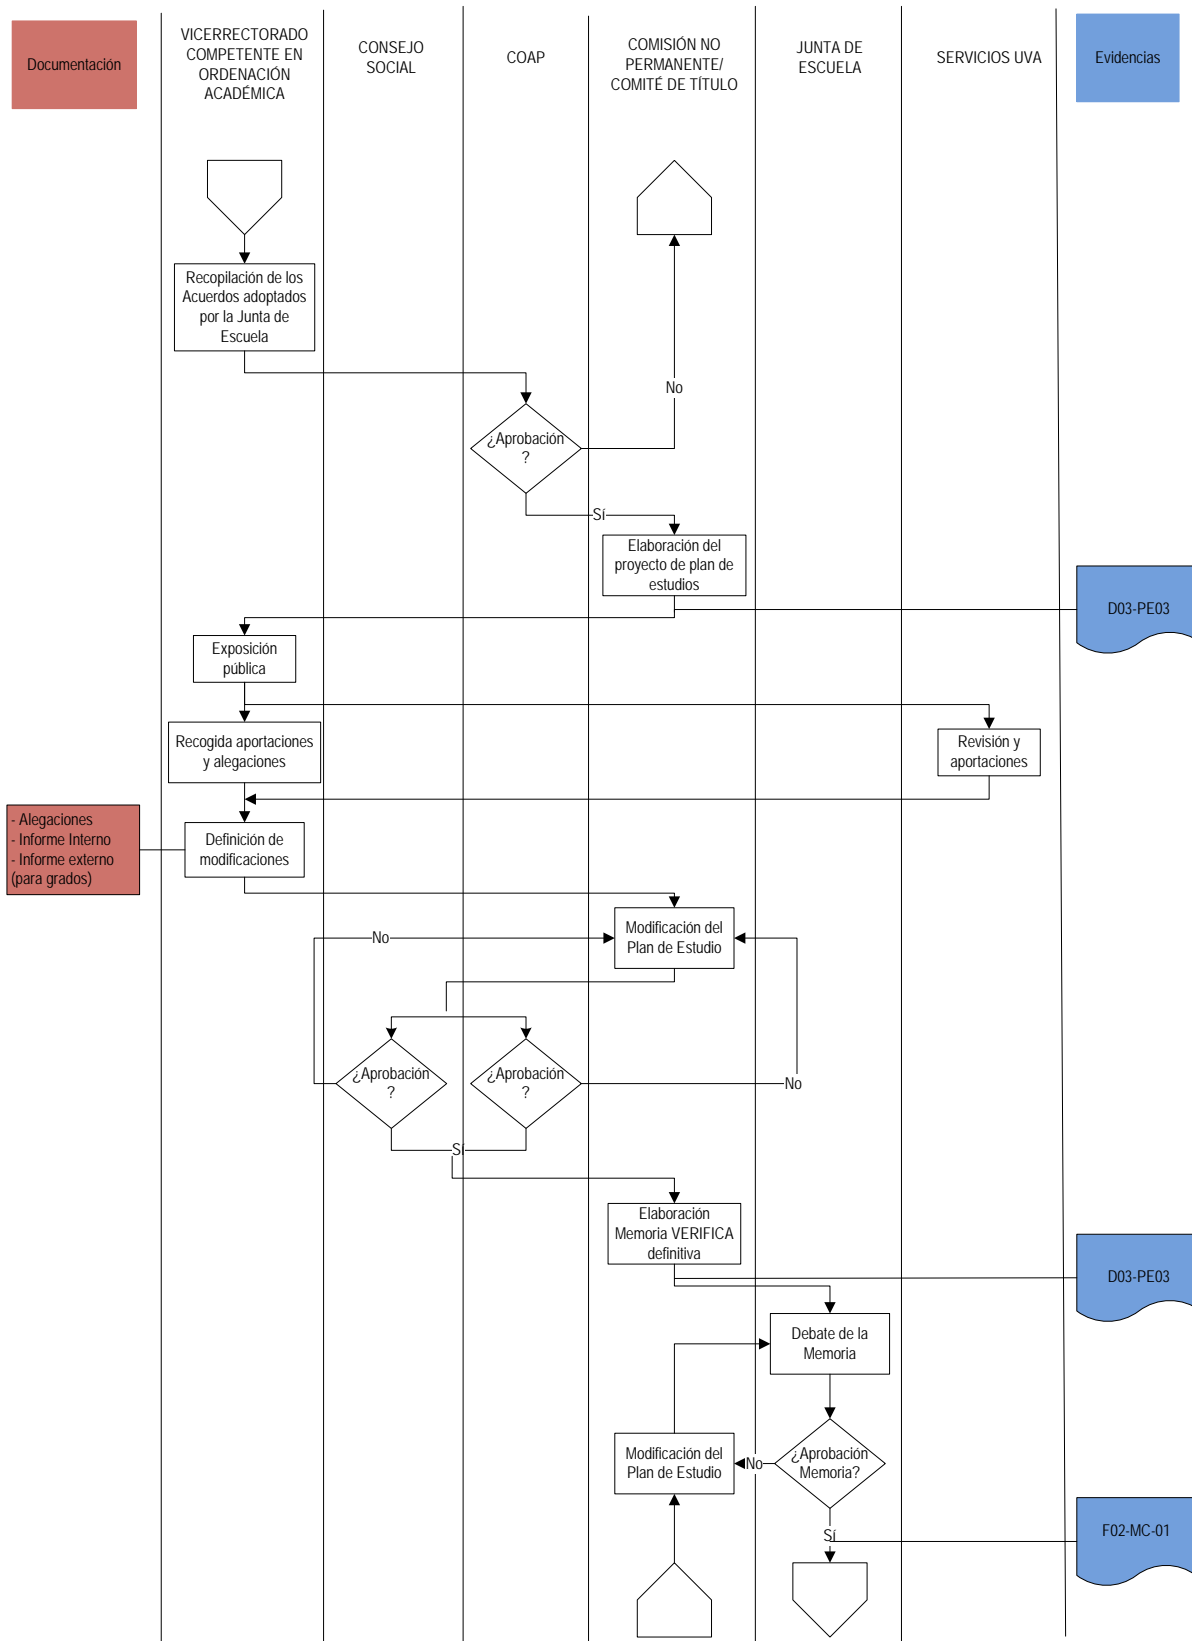 Documentación
VICERRECTORADO
COMPETENTE EN
ORDENACIÓN
ACADÉMICA
CONSEJO
SOCIAL
COAP
COMISIÓN NO
PERMANENTE/
COMITÉ DE TÍTULO
JUNTA DE
ESCUELA
SERVICIOS UVA
Evidencias
Recopilación de los
Acuerdos adoptados
por la Junta de
Escuela
No
¿Aprobación
?
Sí
Elaboración del
proyecto de plan de
estudios
D03-PE03
Exposición
pública
Recogida aportaciones
y alegaciones
Revisión y
aportaciones
- Alegaciones
- Informe Interno
- Informe externo
(para grados)
Definición de
modificaciones
Modificación del
Plan de Estudio
No
¿Aprobación
?
¿Aprobación
?
No
Sí
Elaboración
Memoria VERIFICA
definitiva
D03-PE03
Debate de la
Memoria
Modificación del
Plan de Estudio
No
¿Aprobación
Memoria?
Sí
F02-MC-01